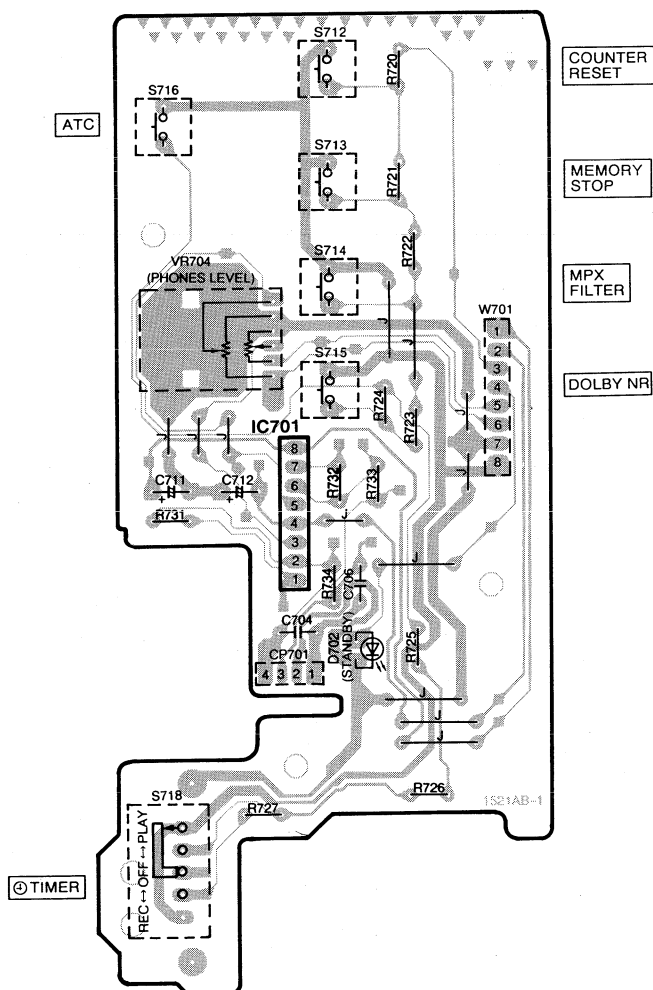 S712
COUNTER
RESET
R720
S716
ATC
S713
R721
MEMORY
STOP
R722
VR704
(PHONES LEVEL)
S714
MPX
FILTER
W701
J
J
1
2
3
4
5
6
7
8
S715
DOLBY NR
R724
R723
J
J
J
J
J
IC701
8
7
6
5
4
3
2
1
R732
R733
C711
+
C712
+
R731
J
J
R734
C706
C704
D702
(STANDBY)
R725
CP701
4 3 2 1
J
J
J
R726
1521AB-1
S718
R727
REC ↔ OFF ↔ PLAY
TIMER